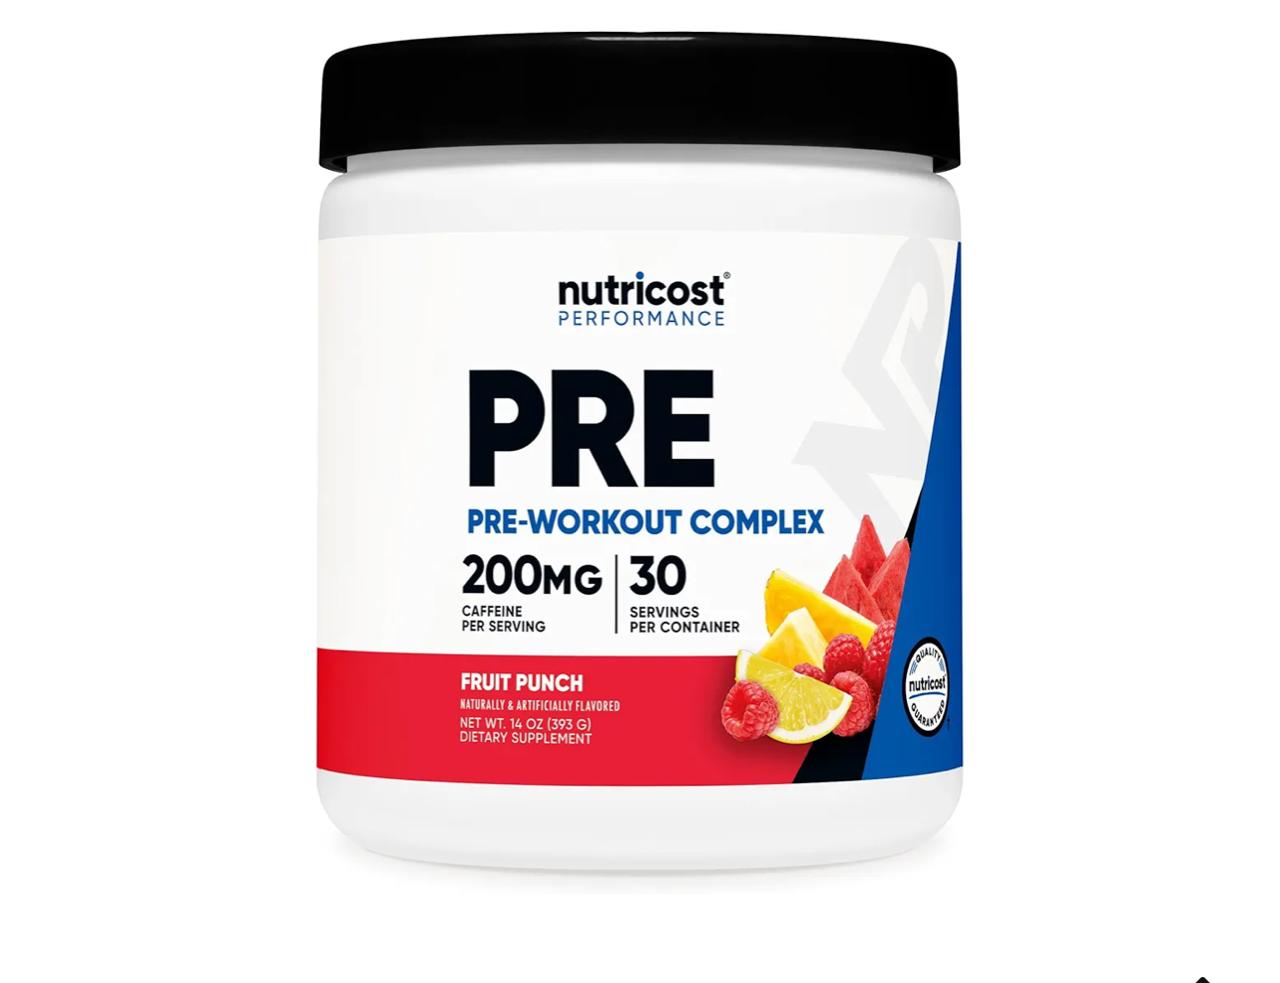 nutricost®
PERFORMANCE
PRE
PRE-WORKOUT COMPLEX
200MG
CAFFEINE
PER SERVING
30
SERVINGS
PER CONTAINER
FRUIT PUNCH
NATURALLY & ARTIFICIALLY FLAVORED
NET WT. 14 OZ (393 G)
DIETARY SUPPLEMENT
QUALITY
nutricost
GUARANTEED